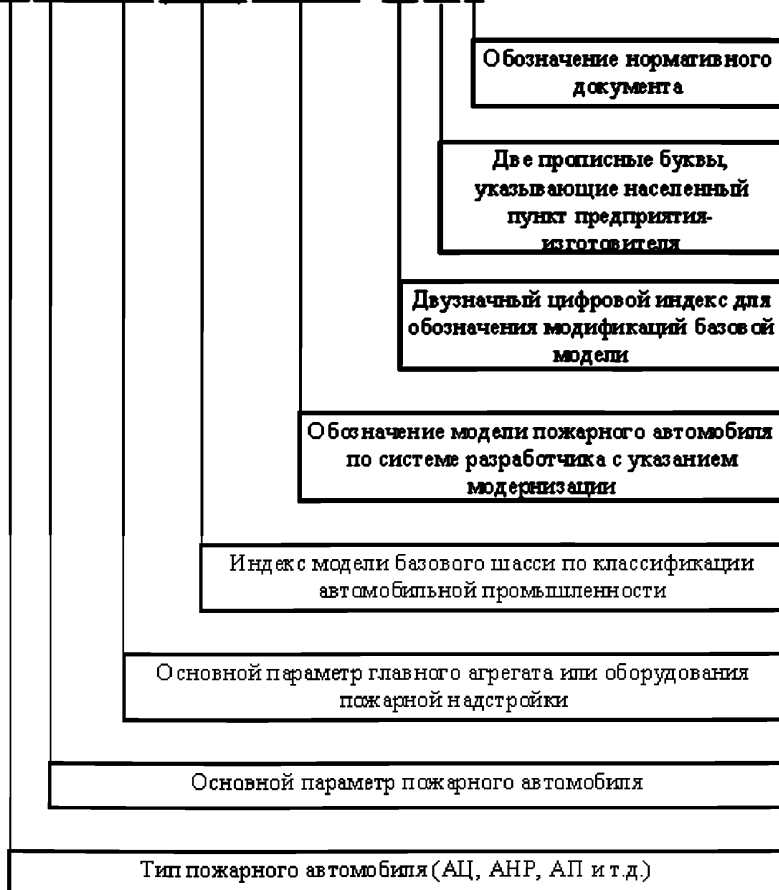 Обозначение нормативного
документа
Две прописные буквы,
указывающие населенный
пункт предприятия-
изготовителя
Двузначный цифровой индекс для
обозначения модификаций базовой
модели
Обозначение модели пожарного автомобиля
по системе разработчика с указанием
модернизации
Индекс модели базового шасси по классификации
автомобильной промышленности
Основной параметр главного агрегата или оборудования
пожарной надстройки
Основной параметр пожарного автомобиля
Тип пожарного автомобиля (АЦ, АНР, АП и т.д.)